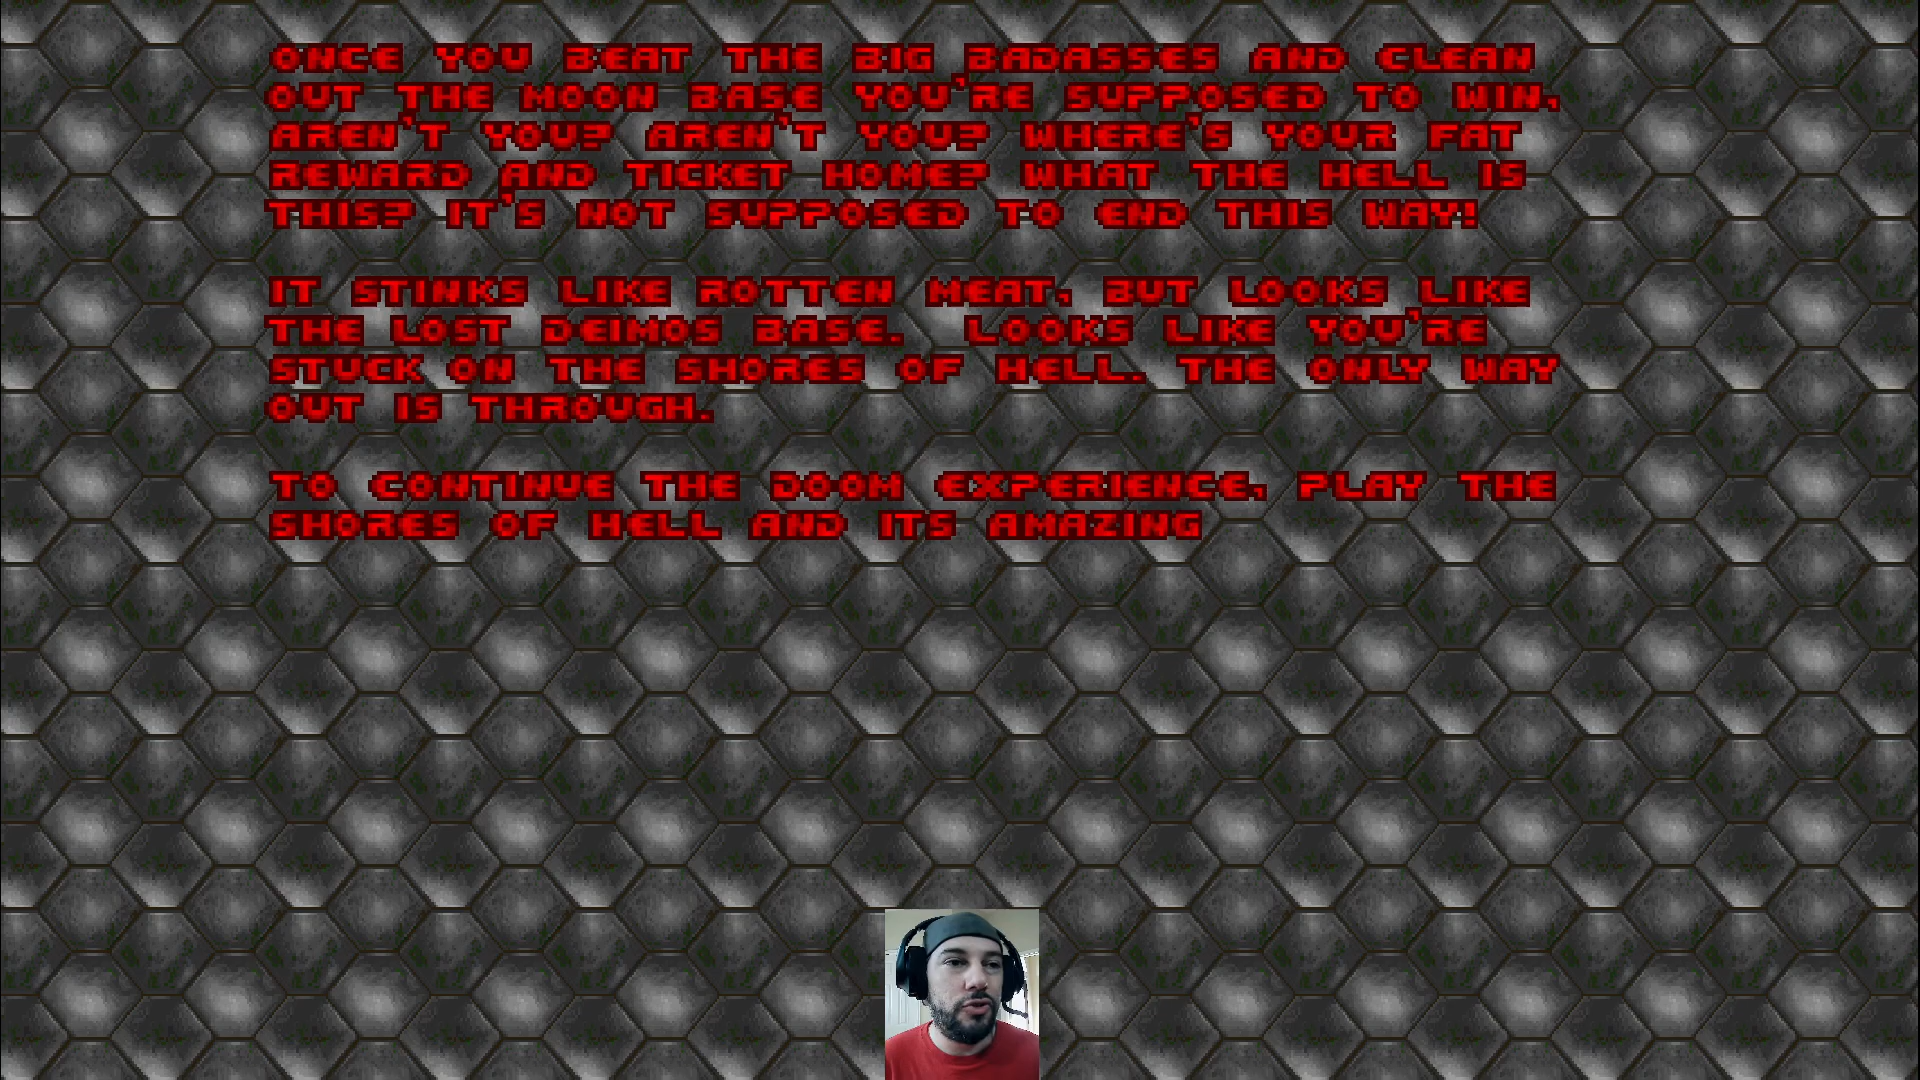 ONCE YOU BEAT THE BIG BADASSES AND CLEAN
OUT THE MOON BASE YOU'RE SUPPOSED TO WIN,
AREN'T YOU? AREN'T YOU? WHERE'S YOUR FAT
REWARD AND TICKET HOME? WHAT THE HELL IS
THIS? IT'S NOT SUPPOSED TO END THIS WAY!
IT STINKS LIKE ROTTEN MEAT, BUT LOOKS LIKE
THE LOST DEIMOS BASE.  LOOKS LIKE YOU'RE
STUCK ON THE SHORES OF HELL. THE ONLY WAY
OUT IS THROUGH.
TO CONTINUE THE DOOM EXPERIENCE, PLAY THE
SHORES OF HELL AND ITS AMAZING